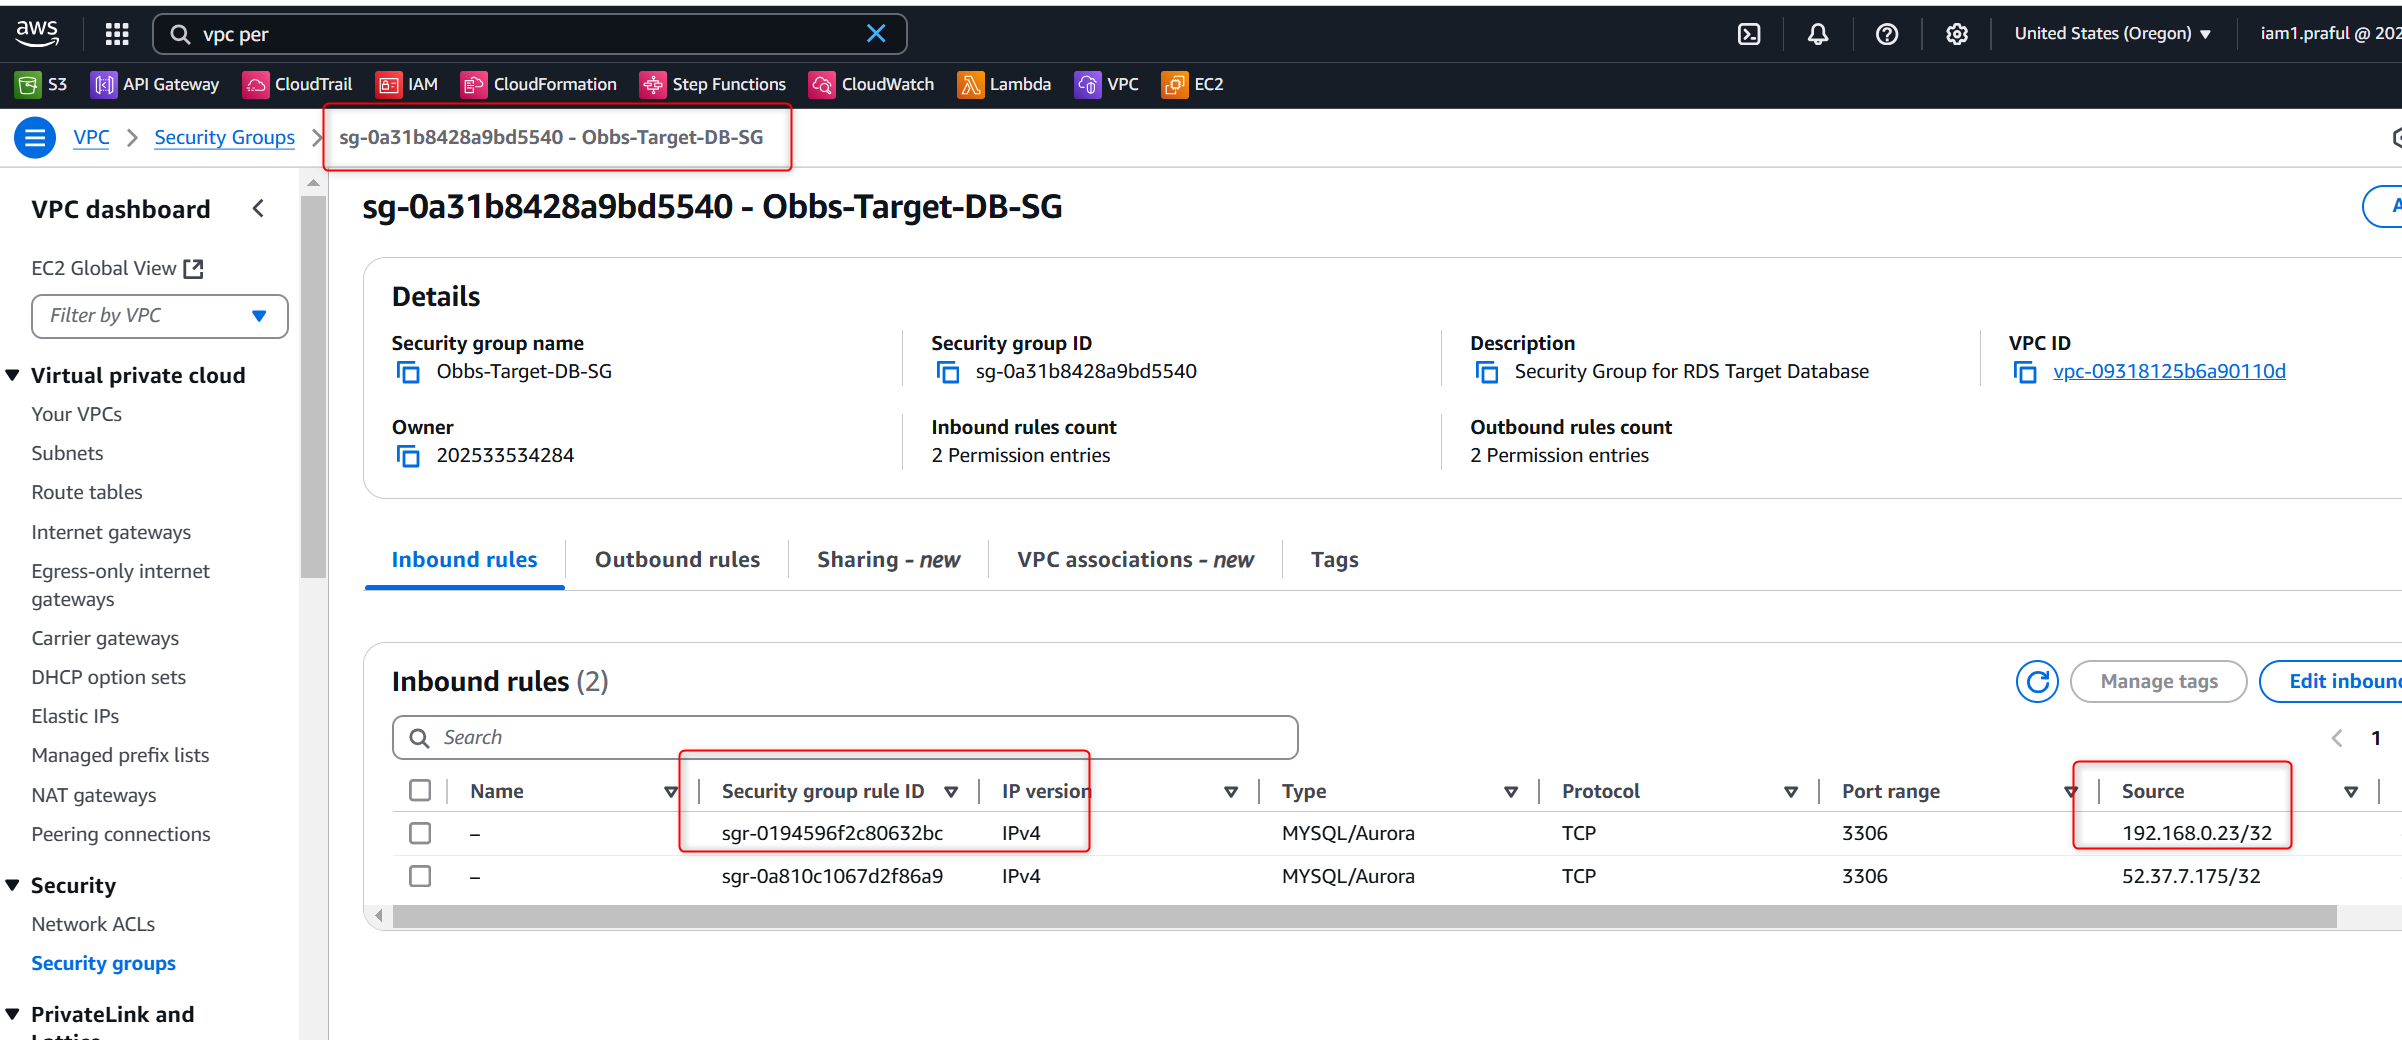 aws
vpc per
United States (Oregon) ▼
iam1.praful @ 202
S3 API Gateway CloudTrail IAM CloudFormation Step Functions CloudWatch Lambda VPC EC2
VPC > Security Groups > sg-0a31b8428a9bd5540 - Obbs-Target-DB-SG
VPC dashboard
EC2 Global View
Filter by VPC
Virtual private cloud
Your VPCs
Subnets
Route tables
Internet gateways
Egress-only internet
gateways
Carrier gateways
DHCP option sets
Elastic IPs
Managed prefix lists
NAT gateways
Peering connections
Security
Network ACLs
Security groups
PrivateLink and
Lattice
sg-0a31b8428a9bd5540 - Obbs-Target-DB-SG
Details
Security group name
Obbs-Target-DB-SG
Security group ID
sg-0a31b8428a9bd5540
Description
Security Group for RDS Target Database
VPC ID
vpc-09318125b6a90110d
Owner
202533534284
Inbound rules count
2 Permission entries
Outbound rules count
2 Permission entries
Inbound rules Outbound rules Sharing - new VPC associations - new Tags
Inbound rules (2)
Manage tags
Edit inboun
Search
1
Name Security group rule ID IP version Type Protocol Port range Source
– sgr-0194596f2c80632bc IPv4 MYSQL/Aurora TCP 3306 192.168.0.23/32
– sgr-0a810c1067d2f86a9 IPv4 MYSQL/Aurora TCP 3306 52.37.7.175/32